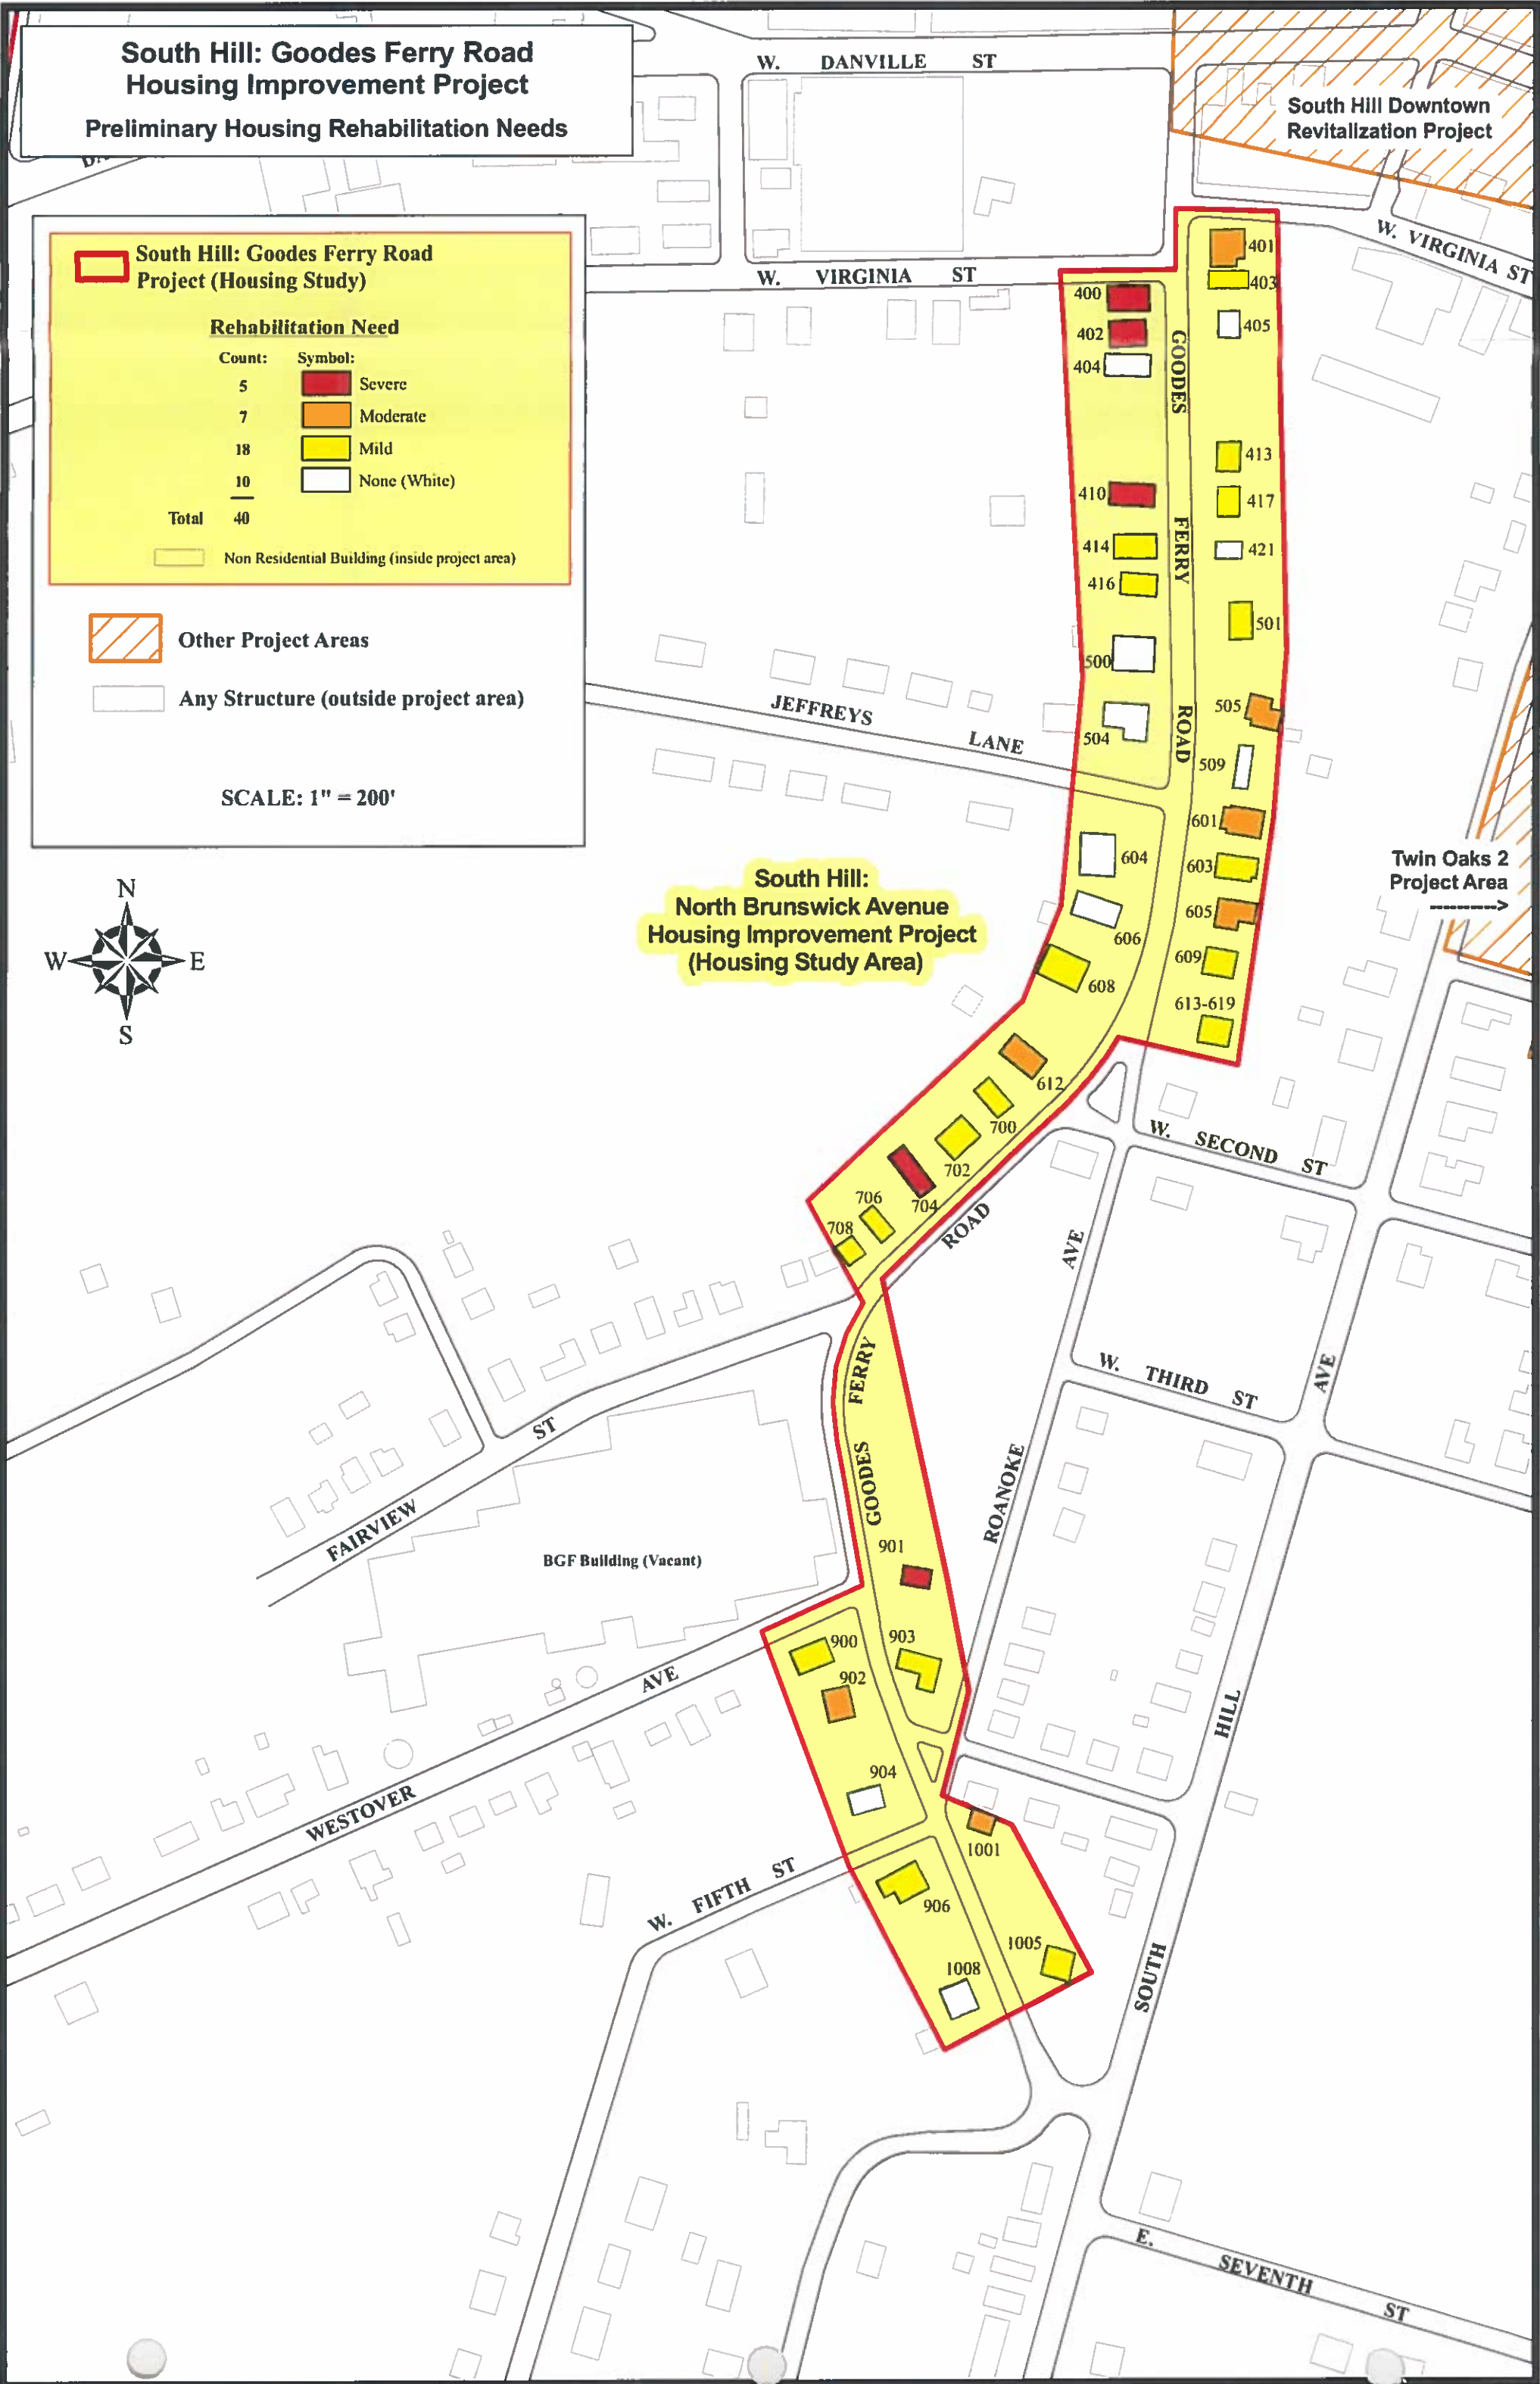 South Hill: Goodes Ferry Road
Housing Improvement Project
Preliminary Housing Rehabilitation Needs
W. DANVILLE ST
South Hill Downtown
Revitalization Project
South Hill: Goodes Ferry Road
Project (Housing Study)
Rehabilitation Need
Count: Symbol:
5 Severe
7 Moderate
18 Mild
10 None (White)
Total 40
Non Residential Building (inside project area)
Other Project Areas
Any Structure (outside project area)
SCALE: 1" = 200'
N
W E
S
W. VIRGINIA ST
W. VIRGINIA ST
401
403
400
405
402
404
GOODES
413
410
417
414
FERRY
421
416
501
500
505
504
ROAD
509
JEFFREYS LANE
601
604
603
605
606
609
608
613-619
Twin Oaks 2
Project Area
---------->
South Hill:
North Brunswick Avenue
Housing Improvement Project
(Housing Study Area)
612
700
702
704
706
708
ROAD
W. SECOND ST
AVE
W. THIRD ST
AVE
FERRY
GOODES
ROANOKE
FAIRVIEW ST
BGF Building (Vacant)
901
900
903
902
WESTOVER AVE
904
HILL
1001
W. FIFTH ST
906
1005
1008
SOUTH
E. SEVENTH ST